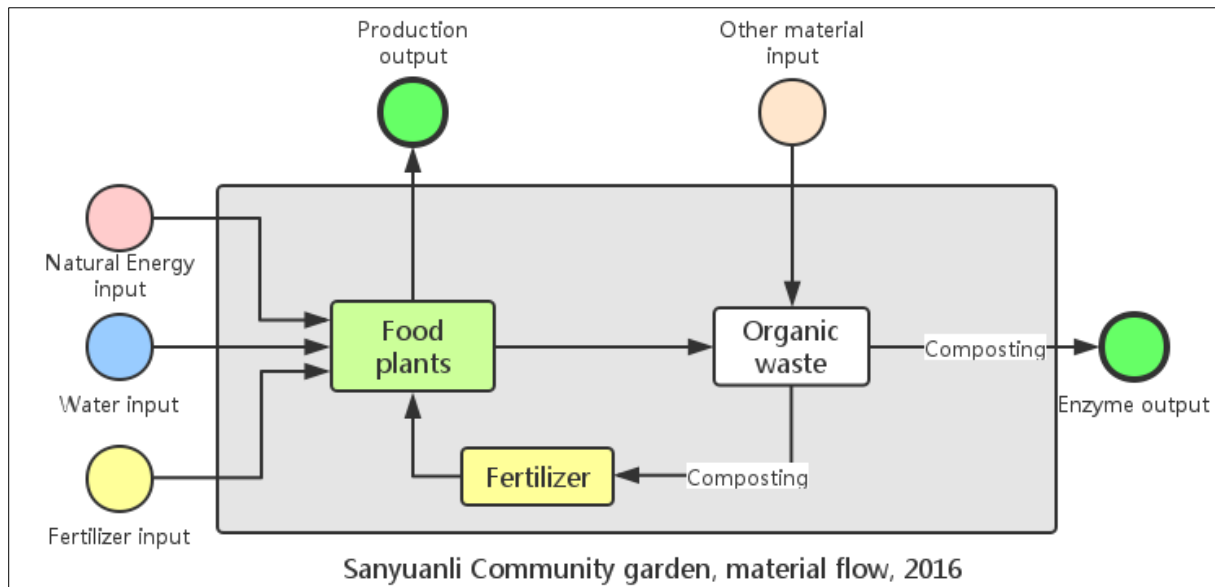 Production
output
Other material
input
Natural Energy
input
Food
plants
Organic
waste
Composting
Water input
Enzyme output
Fertilizer
Composting
Fertilizer input
Sanyuanli Community garden, material flow, 2016